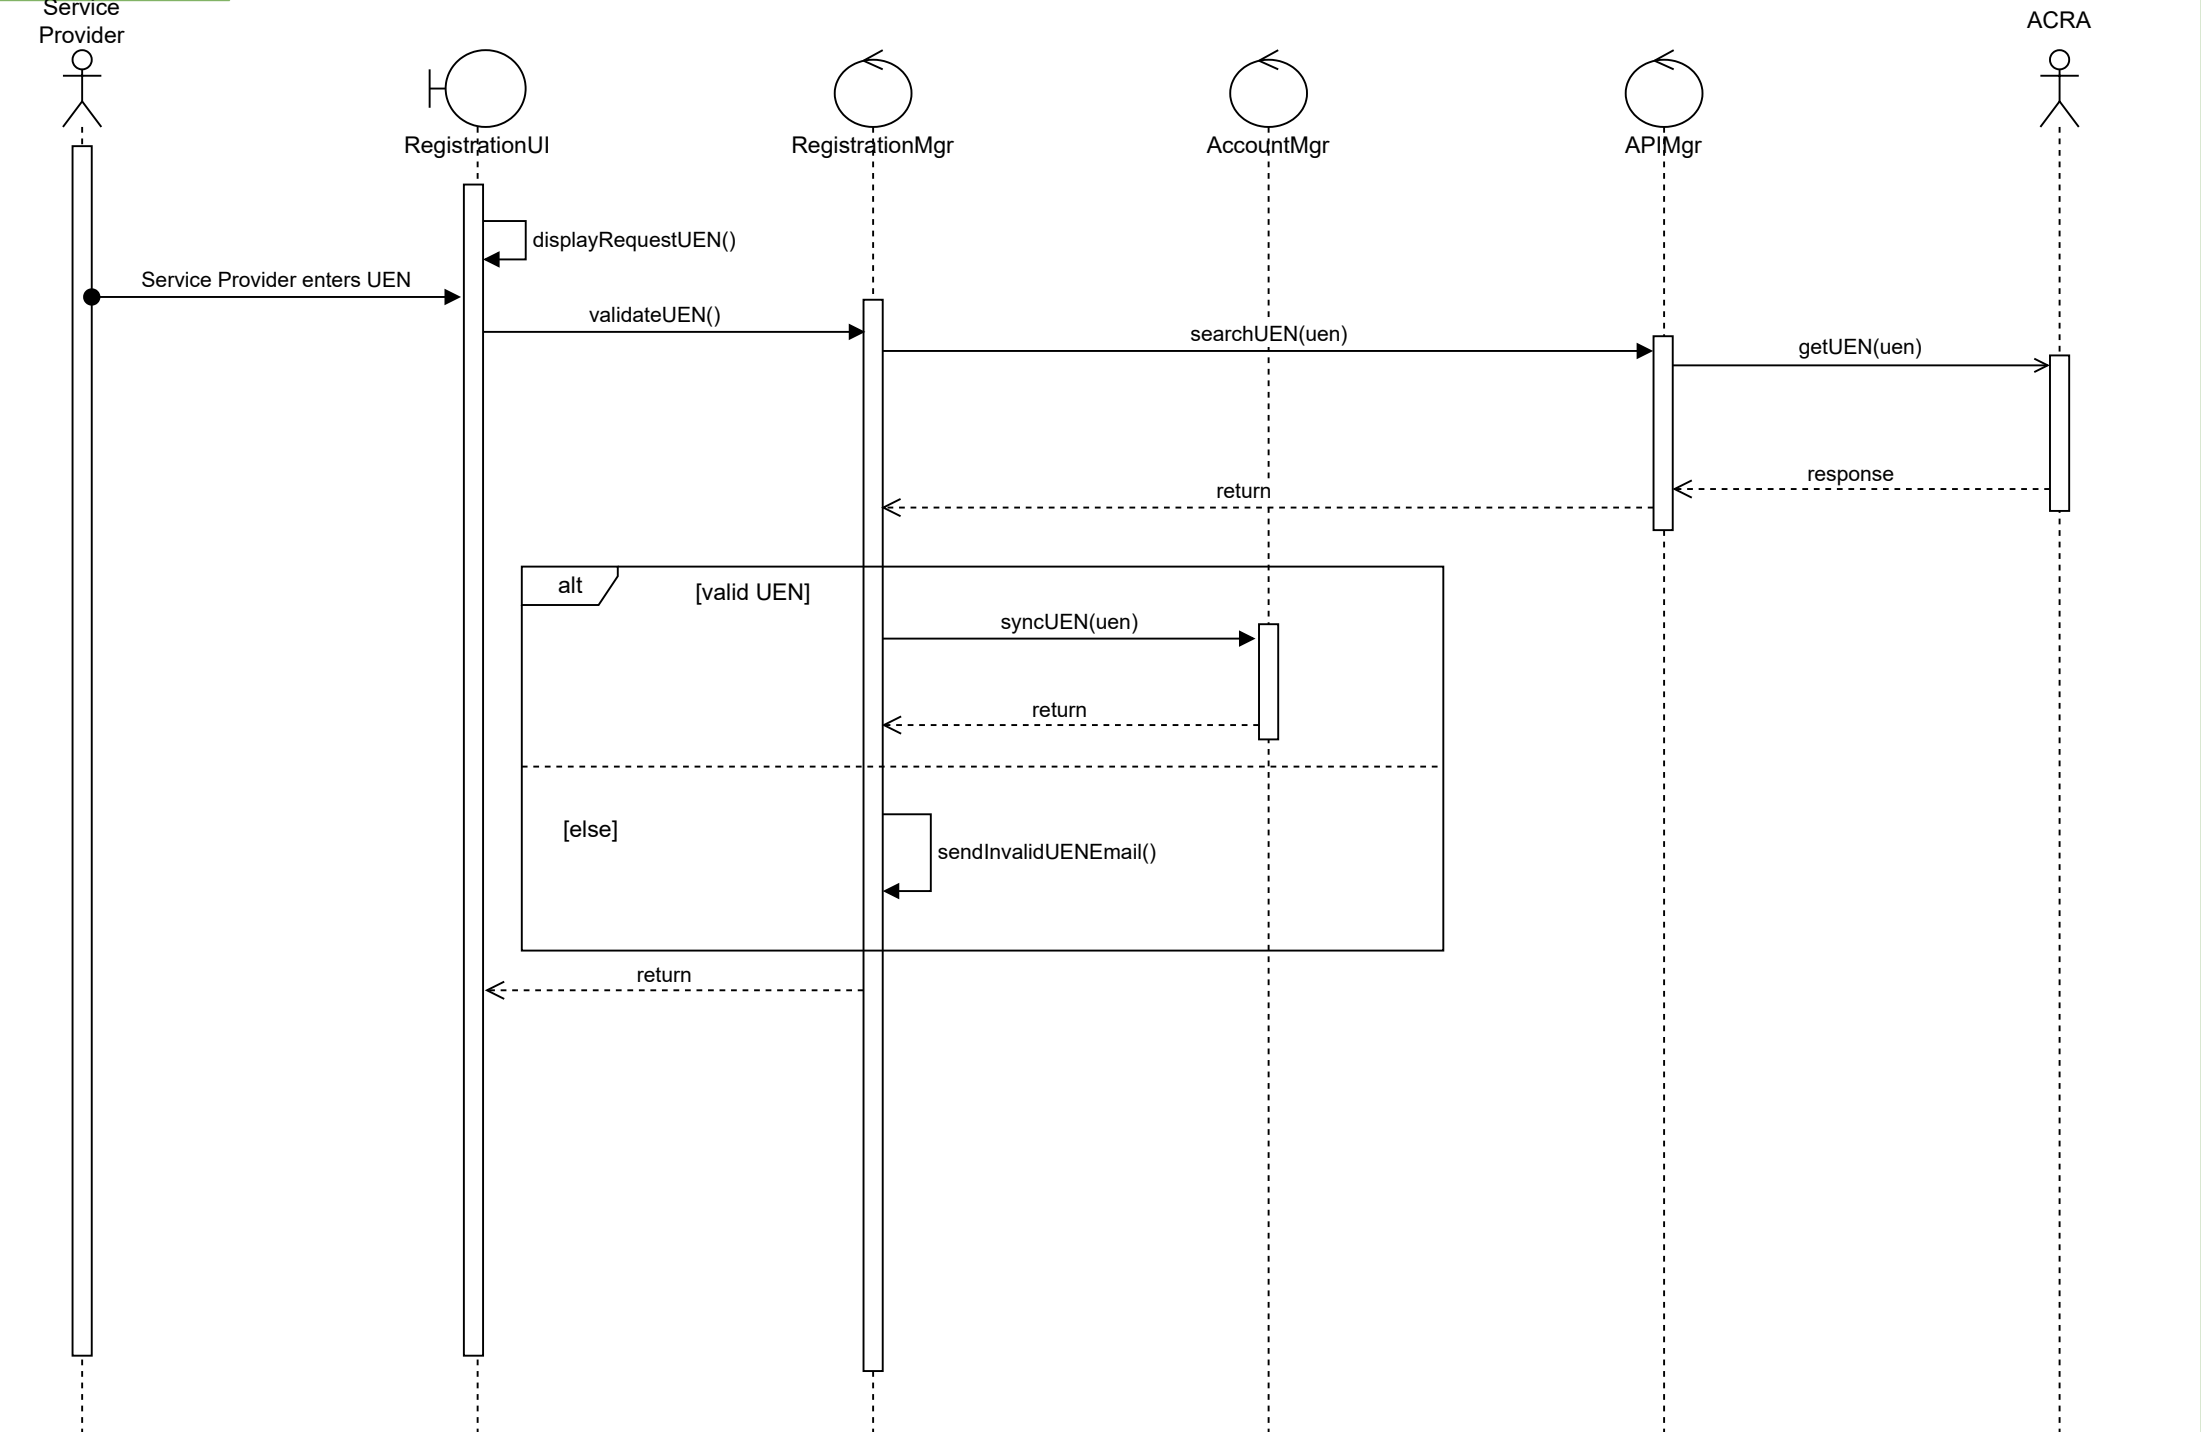 Service
Provider
ACRA
RegistrationUI
RegistrationMgr
AccountMgr
APIMgr
displayRequestUEN()
Service Provider enters UEN
validateUEN()
searchUEN(uen)
getUEN(uen)
response
return
alt
[valid UEN]
syncUEN(uen)
return
[else]
sendInvalidUENEmail()
return